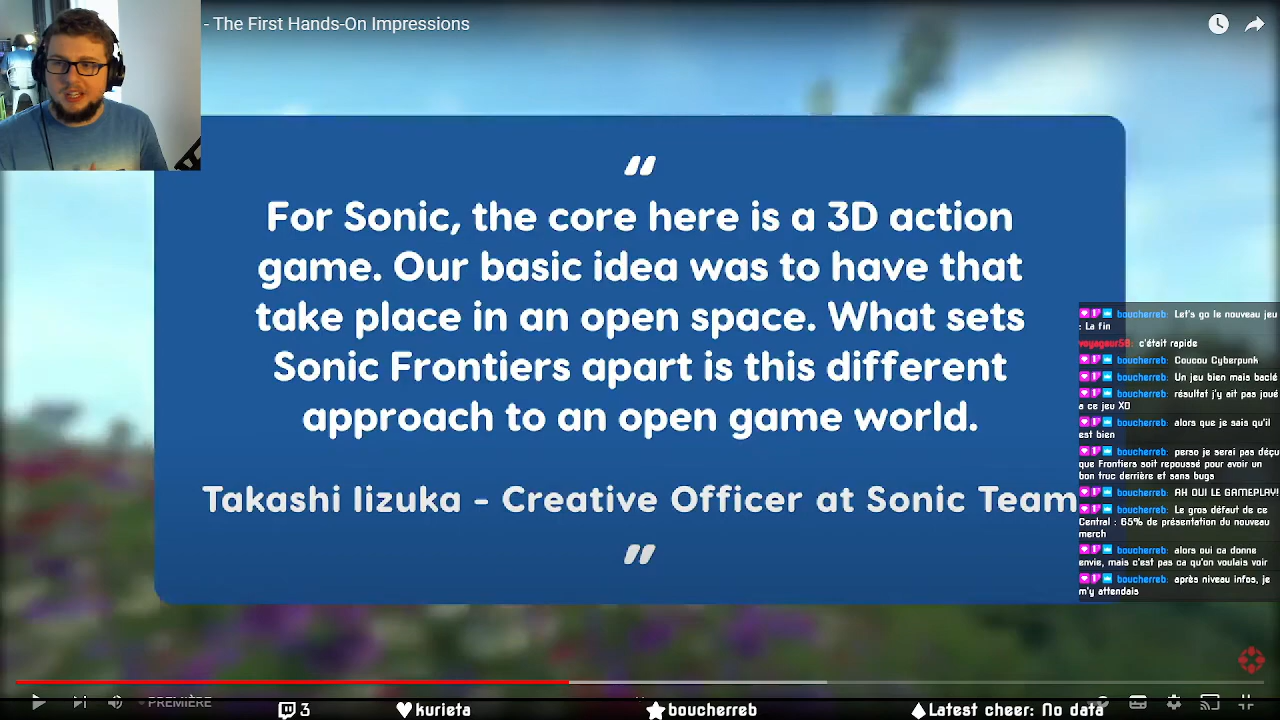 - The First Hands-On Impressions
"
For Sonic, the core here is a 3D action
game. Our basic idea was to have that
take place in an open space. What sets
Sonic Frontiers apart is this different
approach to an open game world.
Takashi Iizuka - Creative Officer at Sonic Team
"
boucherreb: Let's go le nouveau jeu
: La fin
voyageur58: c'était rapide
boucherreb: Coucou Cyberpunk
boucherreb: Un jeu bien mais baclé
boucherreb: résultat j'y ait pas joué
a ce jeu XD
boucherreb: alors que je sais qu'il
est bien
boucherreb: perso je serai pas déçu
que Frontiers soit repoussé pour avoir un
bon truc derrière et sans bugs
boucherreb: AH OUI LE GAMEPLAY!
boucherreb: Le gros défaut de ce
Central : 65% de présentation du nouveau
merch
boucherreb: alors oui ca donne
envie, mais c'est pas ca qu'on voulais voir
boucherreb: après niveau infos, je
m'y attendais
PREMIÈRE
3
kurieta
boucherreb
Latest cheer: No data